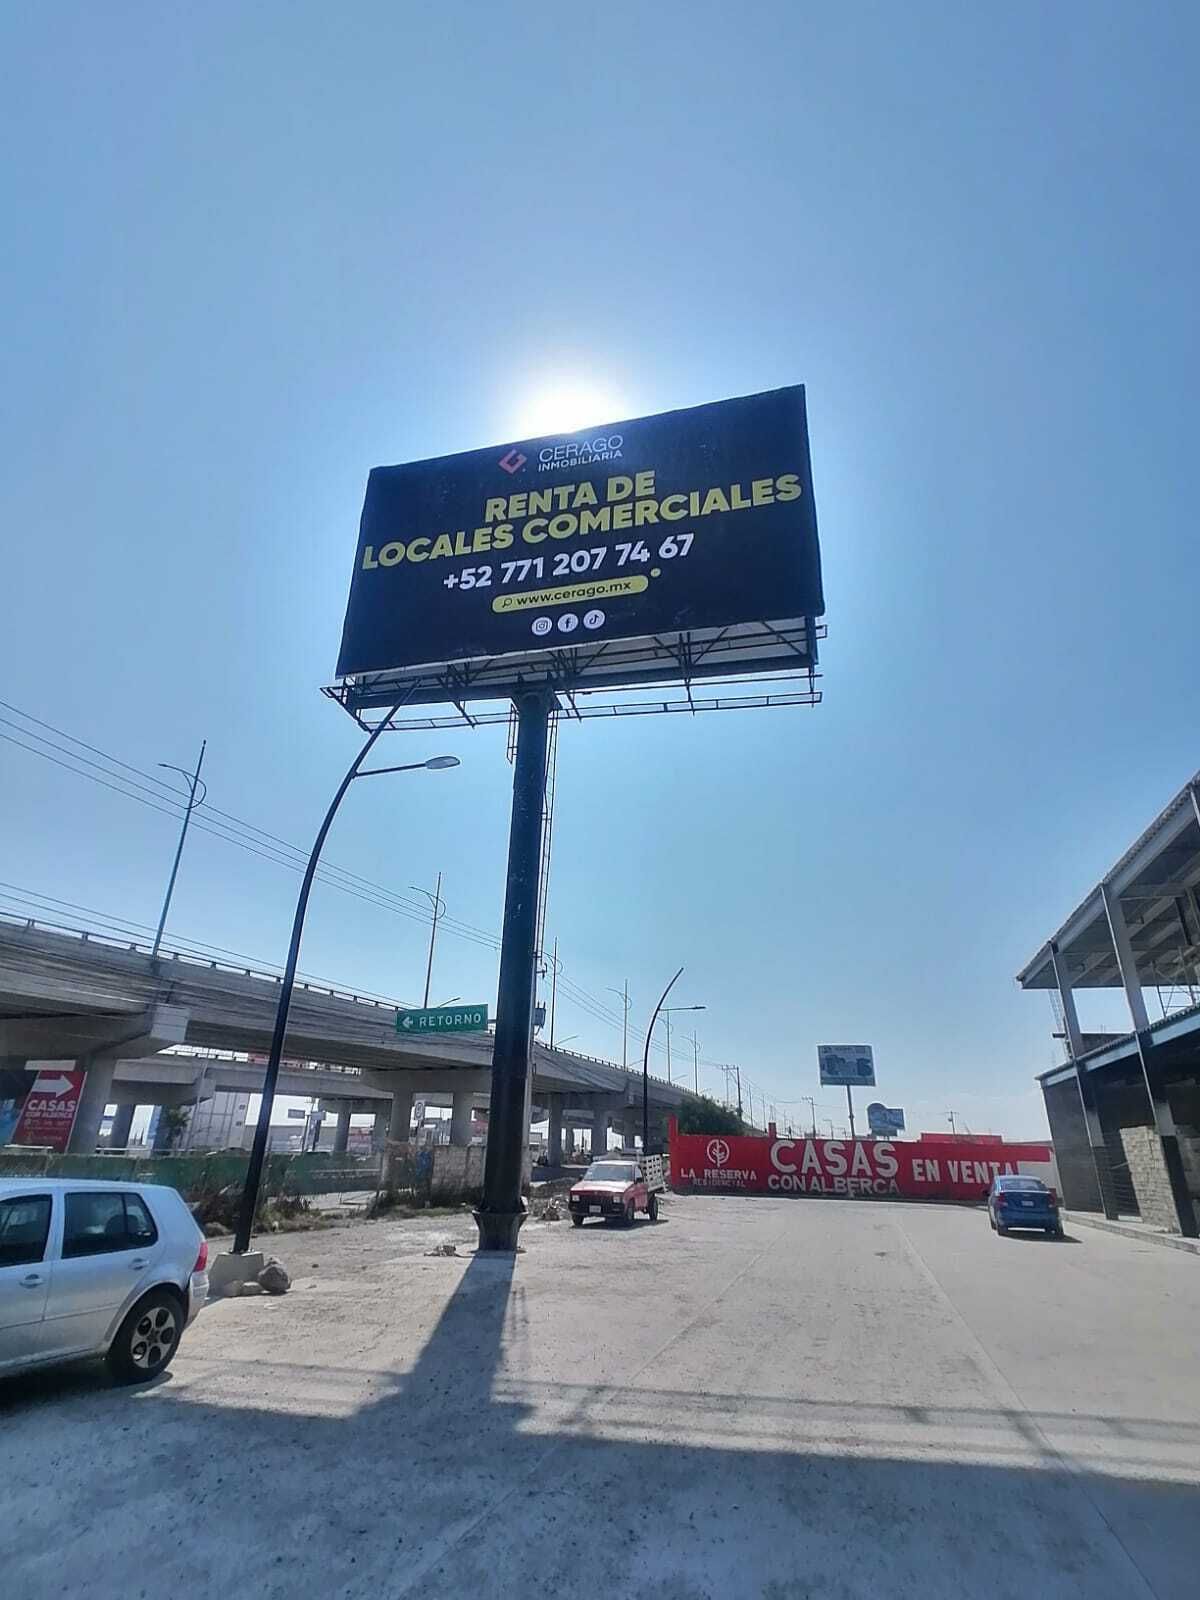 CERAGO
INMOBILIARIA
RENTA DE
LOCALES COMERCIALES
+52 771 207 74 67
www.cerago.mx
RETORNO
CASAS
CON ALBERCA
LA RESERVA
RESIDENCIAL
CASAS
CON ALBERCA
EN VENTA